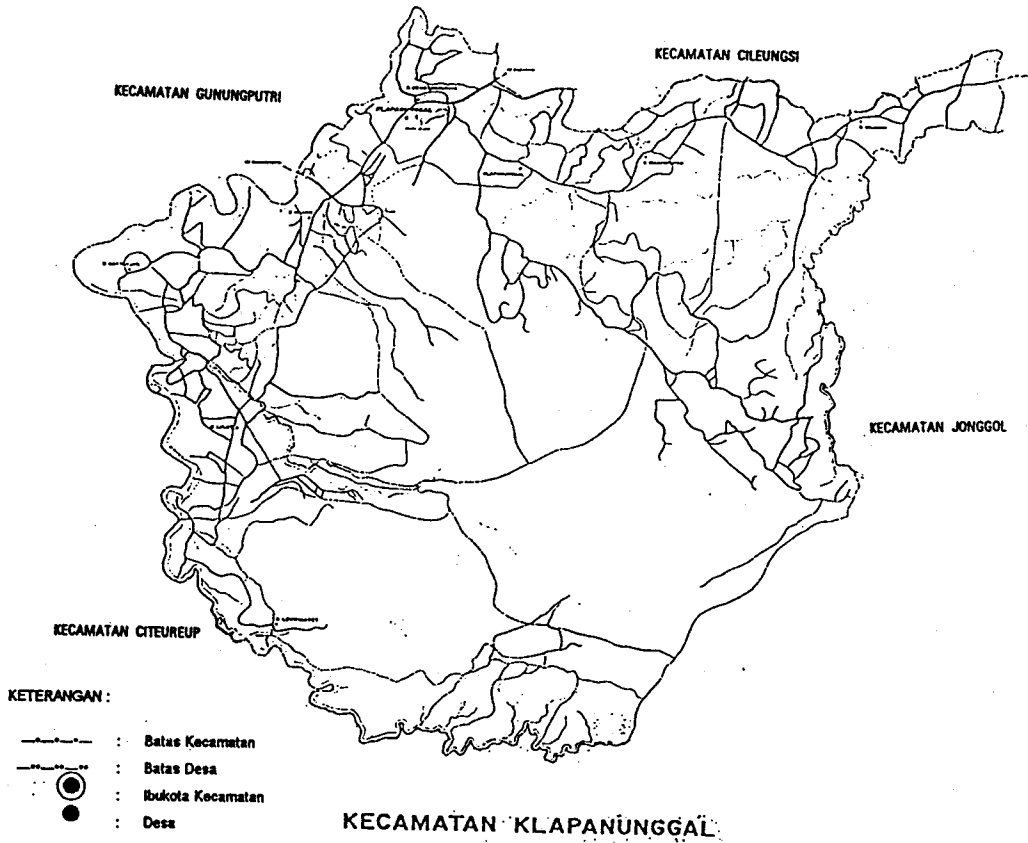 KECAMATAN CILEUNGSI
KECAMATAN GUNUNGPUTRI
KECAMATAN JONGGOL
KECAMATAN CITEUREUP
KETERANGAN :
: Batas Kecamatan
: Batas Desa
: Ibukota Kecamatan
: Desa
KECAMATAN KLAPANUNGGAL